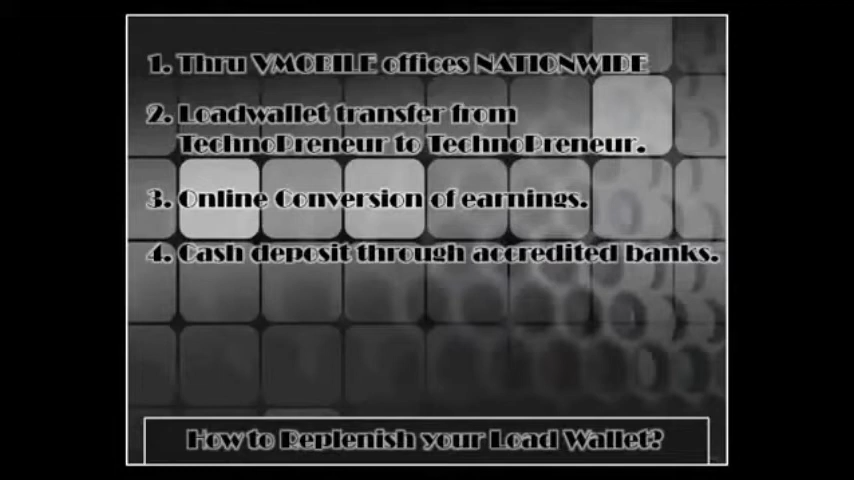 1. Thru VMOBILE offices NATIONWIDE
2. Loadwallet transfer from
TechnoPreneur to TechnoPreneur.
3. Online Conversion of earnings.
4. Cash deposit through accredited banks.
How to Replenish your Load Wallet?